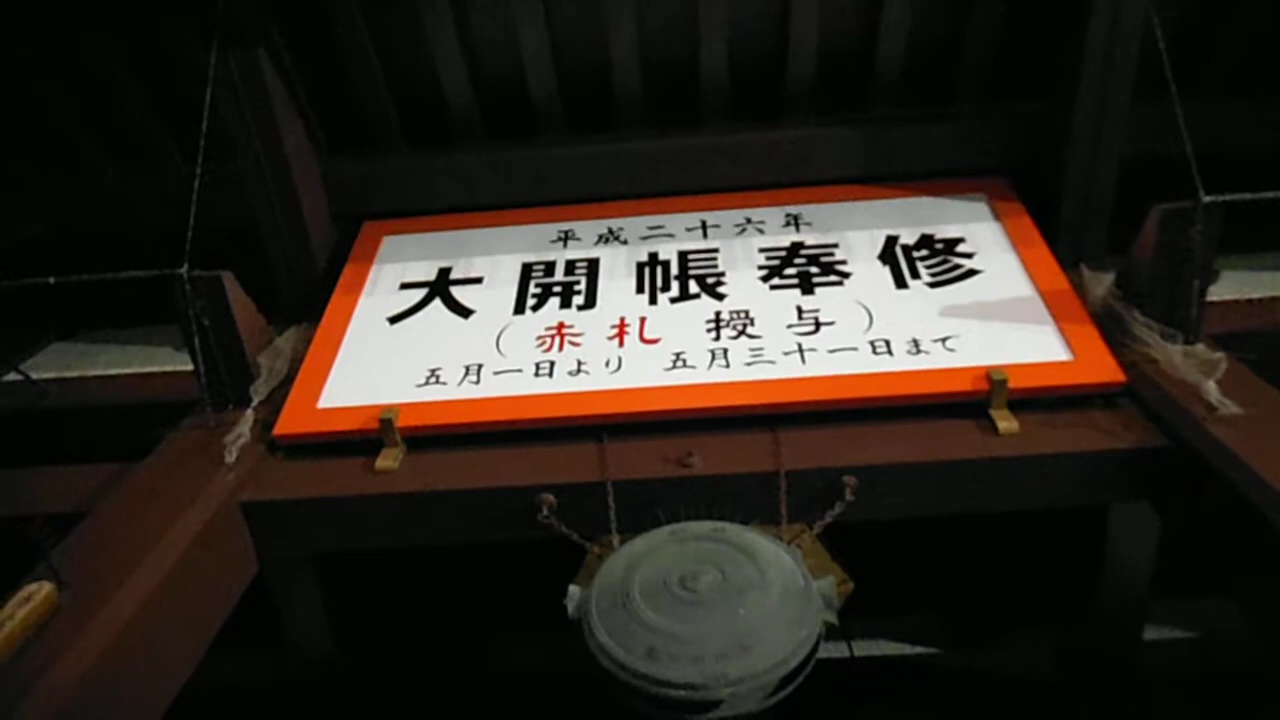 平成二十六年
大開帳奉修
(赤札 授与)
五月一日より 五月三十一日まで